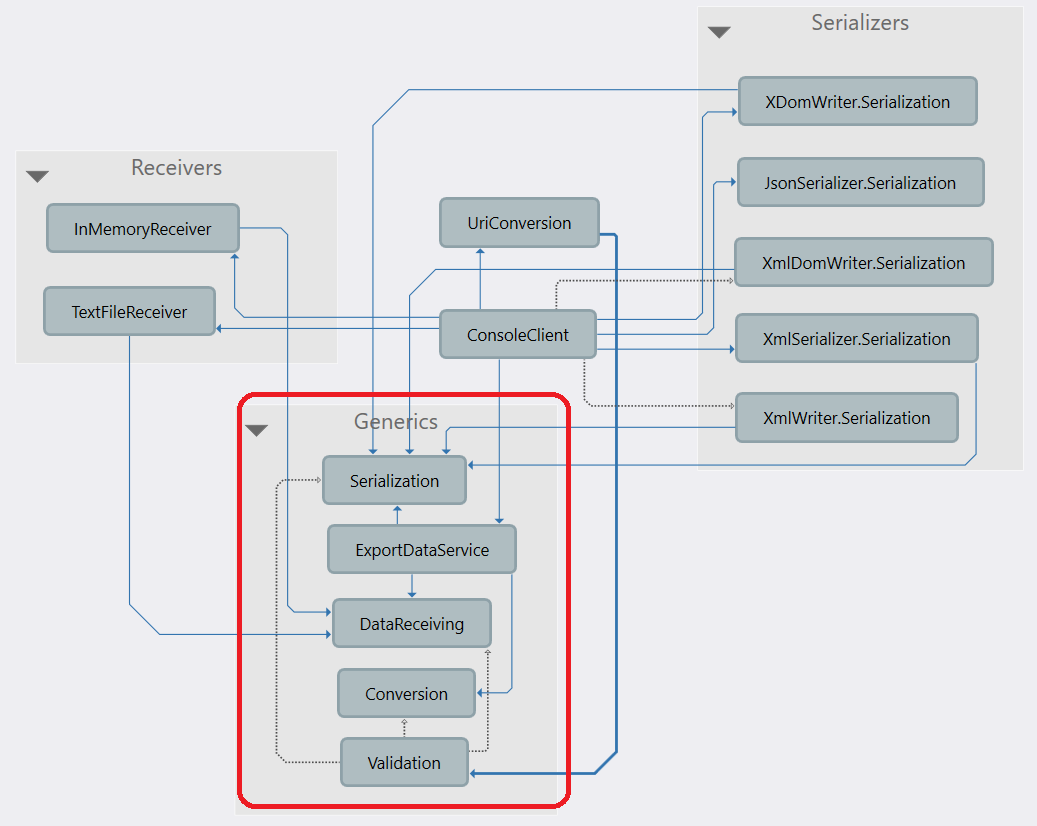 Serializers
XDomWriter.Serialization
JsonSerializer.Serialization
XmlDomWriter.Serialization
XmlSerializer.Serialization
XmlWriter.Serialization
Receivers
InMemoryReceiver
TextFileReceiver
UriConversion
ConsoleClient
Generics
Serialization
ExportDataService
DataReceiving
Conversion
Validation